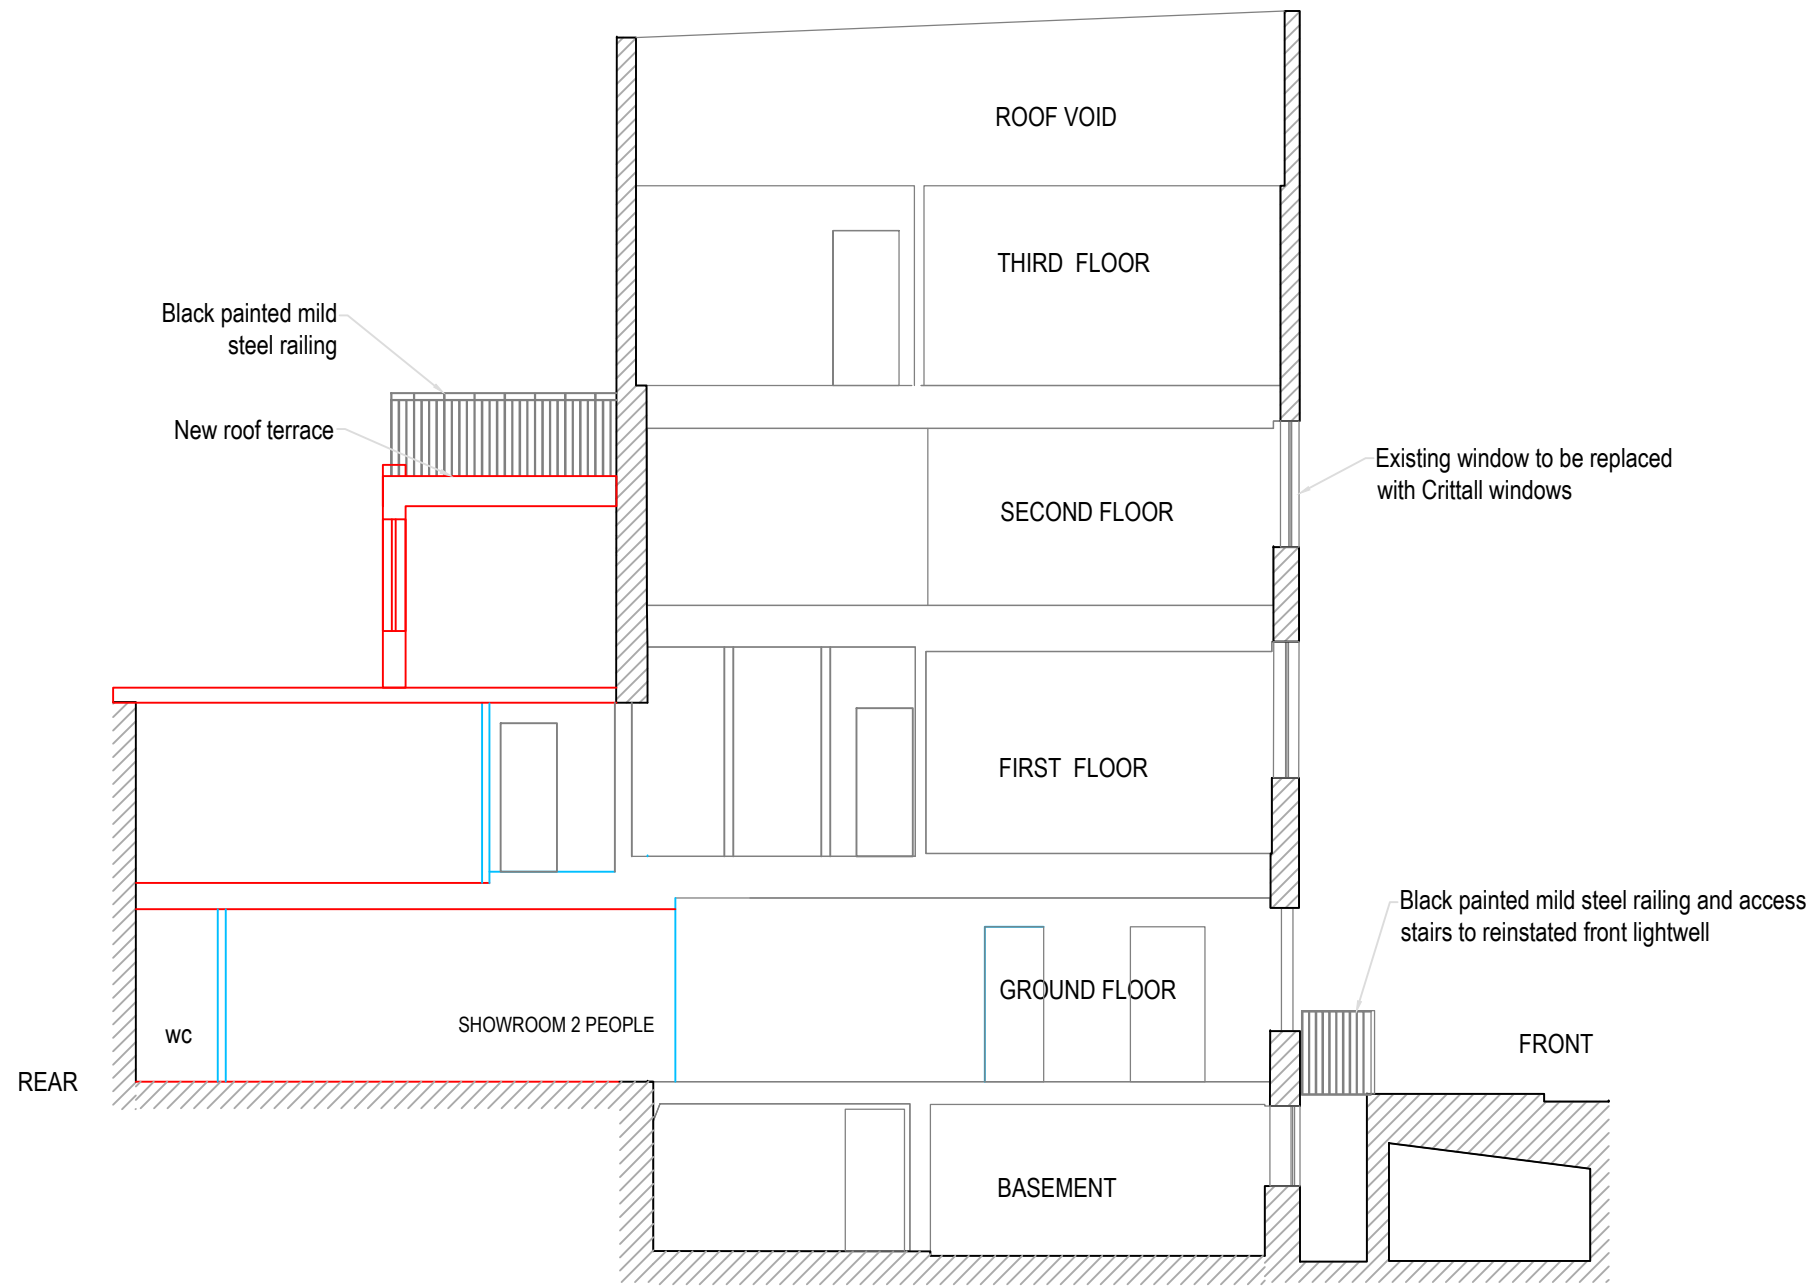 ROOF VOID
THIRD FLOOR
Black painted mild
steel railing
New roof terrace
Existing window to be replaced
with Crittall windows
SECOND FLOOR
FIRST FLOOR
Black painted mild steel railing and access
stairs to reinstated front lightwell
GROUND FLOOR
SHOWROOM 2 PEOPLE
wc
FRONT
REAR
BASEMENT